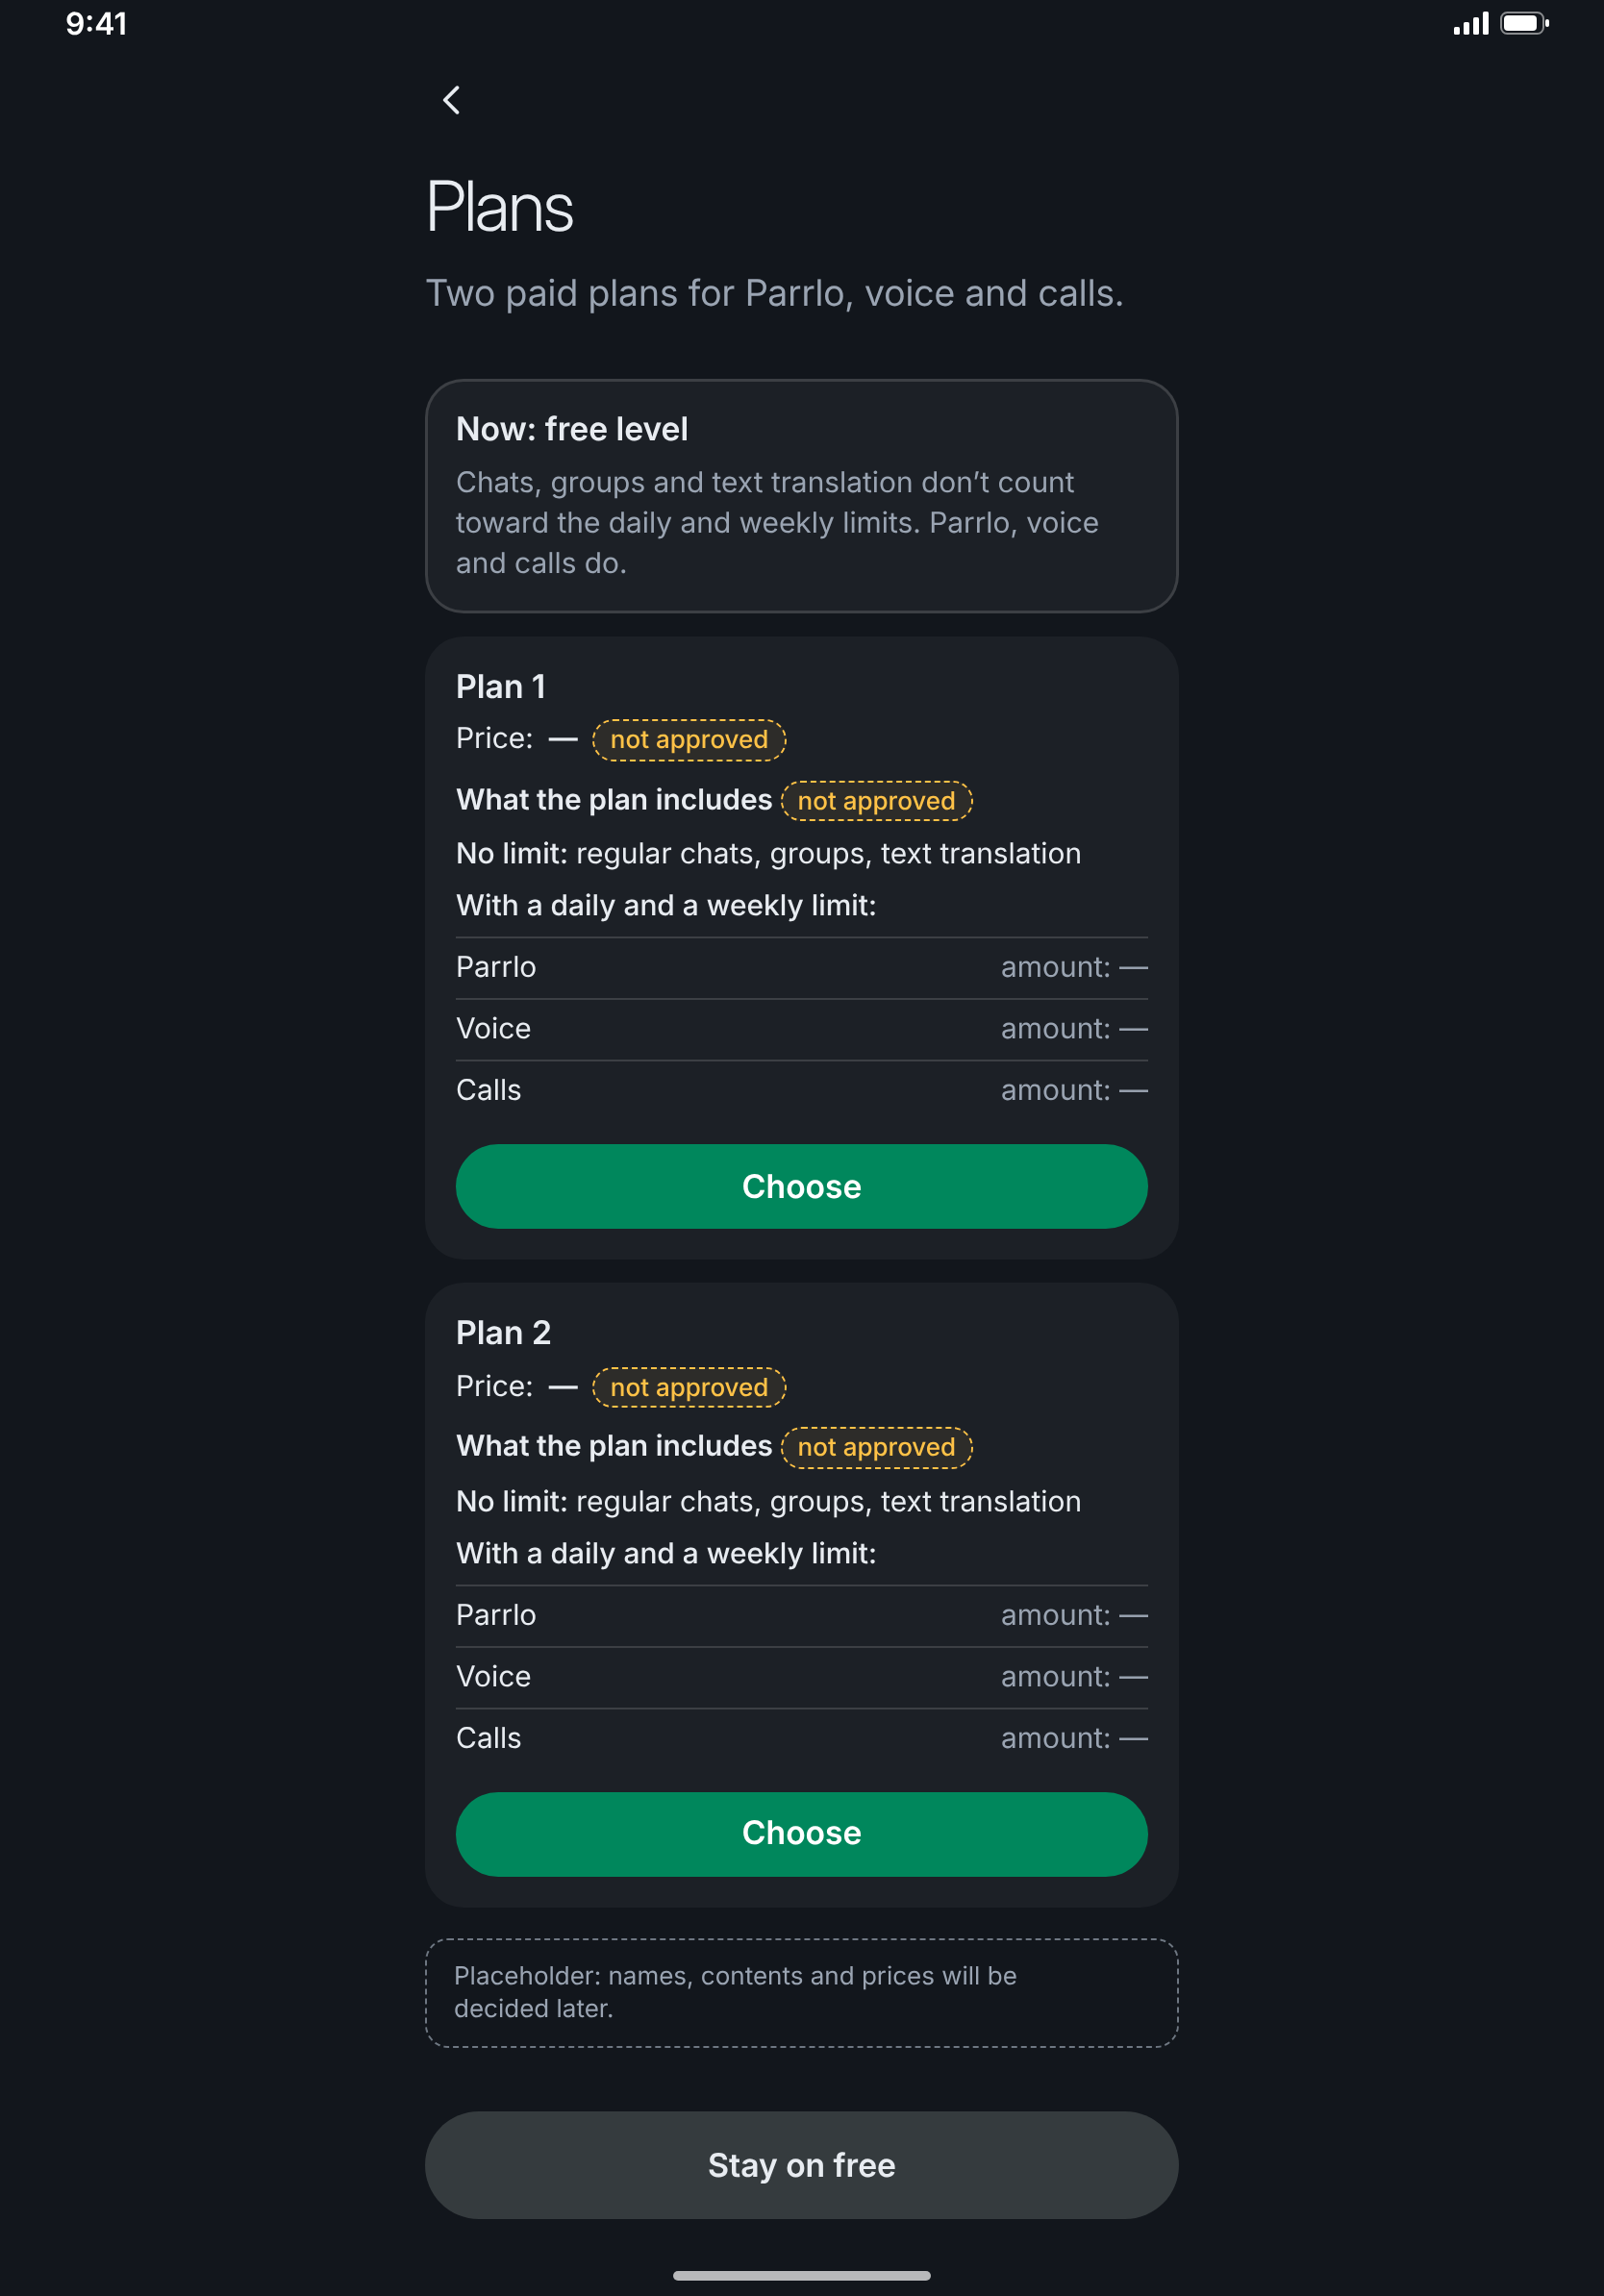 9:41
Plans
Two paid plans for Parrlo, voice and calls.
Now: free level
Chats, groups and text translation don’t count
toward the daily and weekly limits. Parrlo, voice
and calls do.
Plan 1
Price: — not approved
What the plan includes not approved
No limit: regular chats, groups, text translation
With a daily and a weekly limit:
Parrlo amount: —
Voice amount: —
Calls amount: —
Choose
Plan 2
Price: — not approved
What the plan includes not approved
No limit: regular chats, groups, text translation
With a daily and a weekly limit:
Parrlo amount: —
Voice amount: —
Calls amount: —
Choose
Placeholder: names, contents and prices will be
decided later.
Stay on free